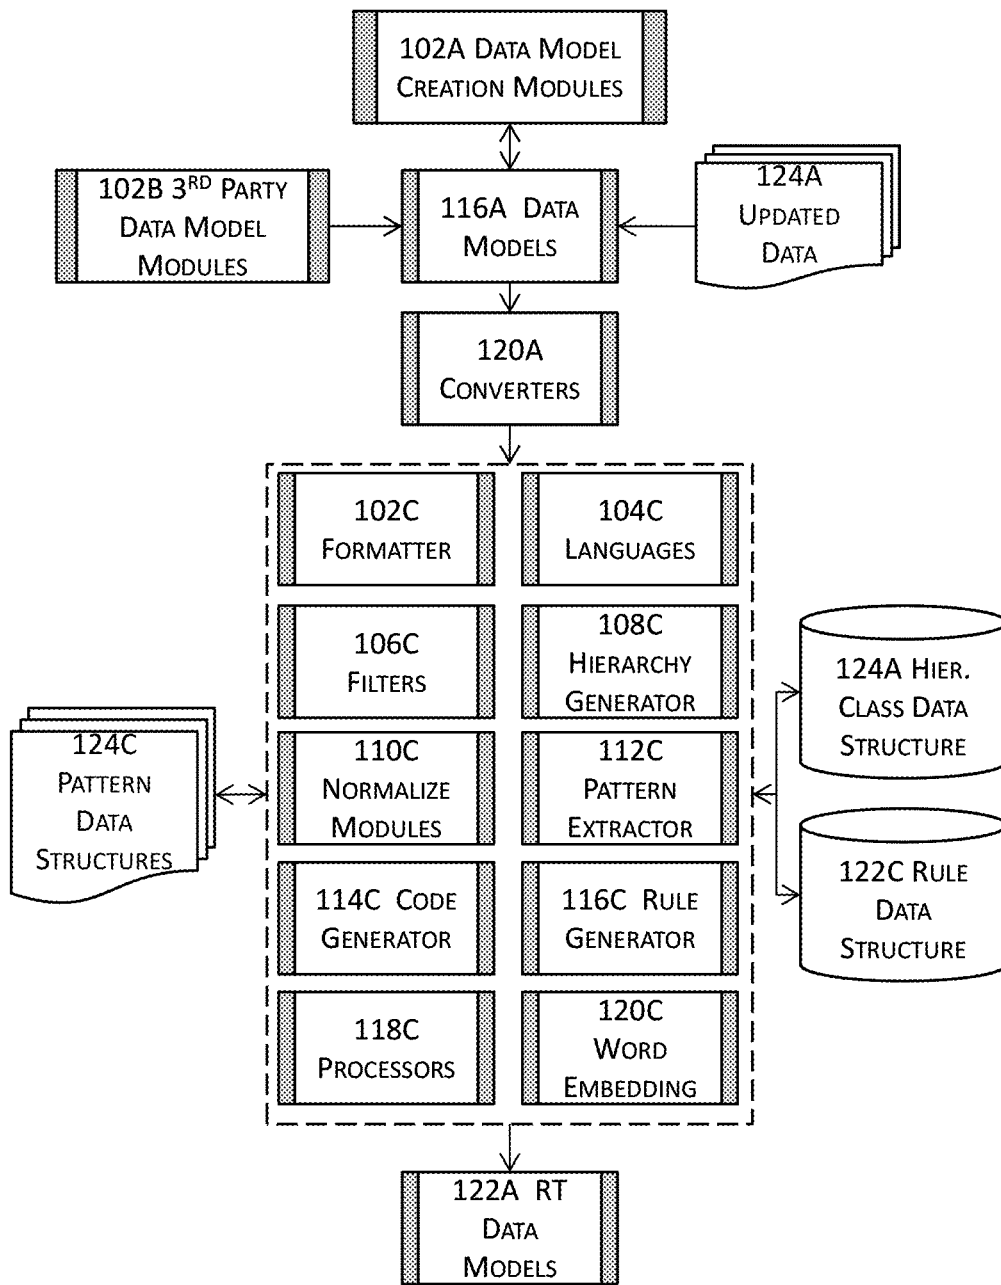 102A DATA MODEL
CREATION MODULES
102B 3RD PARTY
DATA MODEL
MODULES
116A DATA
MODELS
124A
UPDATED
DATA
120A
CONVERTERS
102C
FORMATTER
104C
LANGUAGES
106C
FILTERS
108C
HIERARCHY
GENERATOR
124A HIER.
CLASS DATA
STRUCTURE
124C
PATTERN
DATA
STRUCTURES
110C
NORMALIZE
MODULES
112C
PATTERN
EXTRACTOR
114C CODE
GENERATOR
116C RULE
GENERATOR
122C RULE
DATA
STRUCTURE
118C
PROCESSORS
120C
WORD
EMBEDDING
122A RT
DATA
MODELS